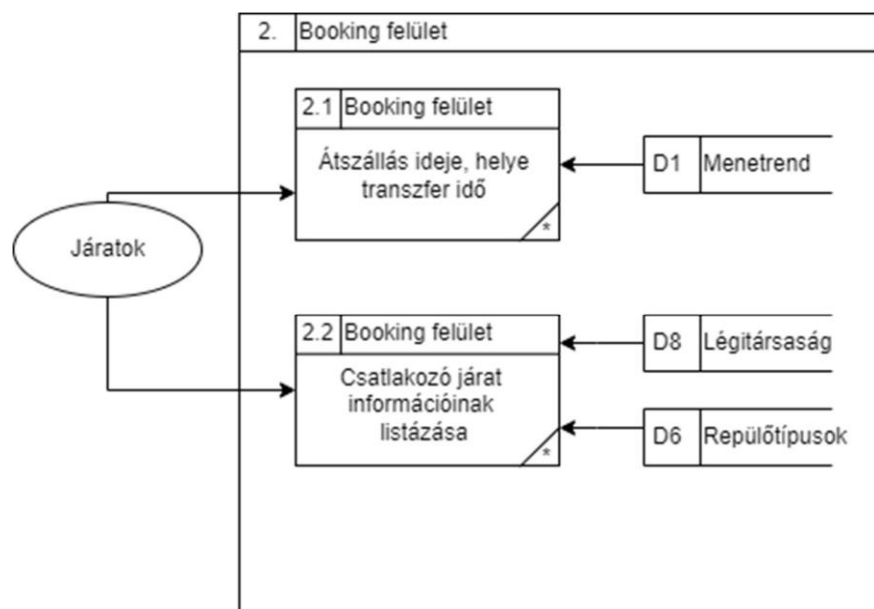 2. Booking felület
2.1 Booking felület
Átszállás ideje, helye
transzfer idő
*
D1 Menetrend
Járatok
2.2 Booking felület
Csatlakozó járat
információinak
listázása
*
D8 Légitársaság
D6 Repülőtípusok